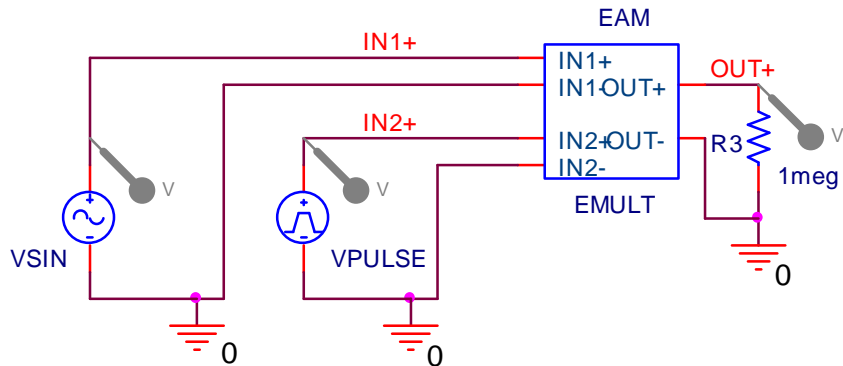 EAM
IN1+
IN1+
IN1-OUT+
OUT+
IN2+
IN2+OUT-
IN2-
R3
V
V
V
1meg
EMULT
VSIN
VPULSE
0
0
0